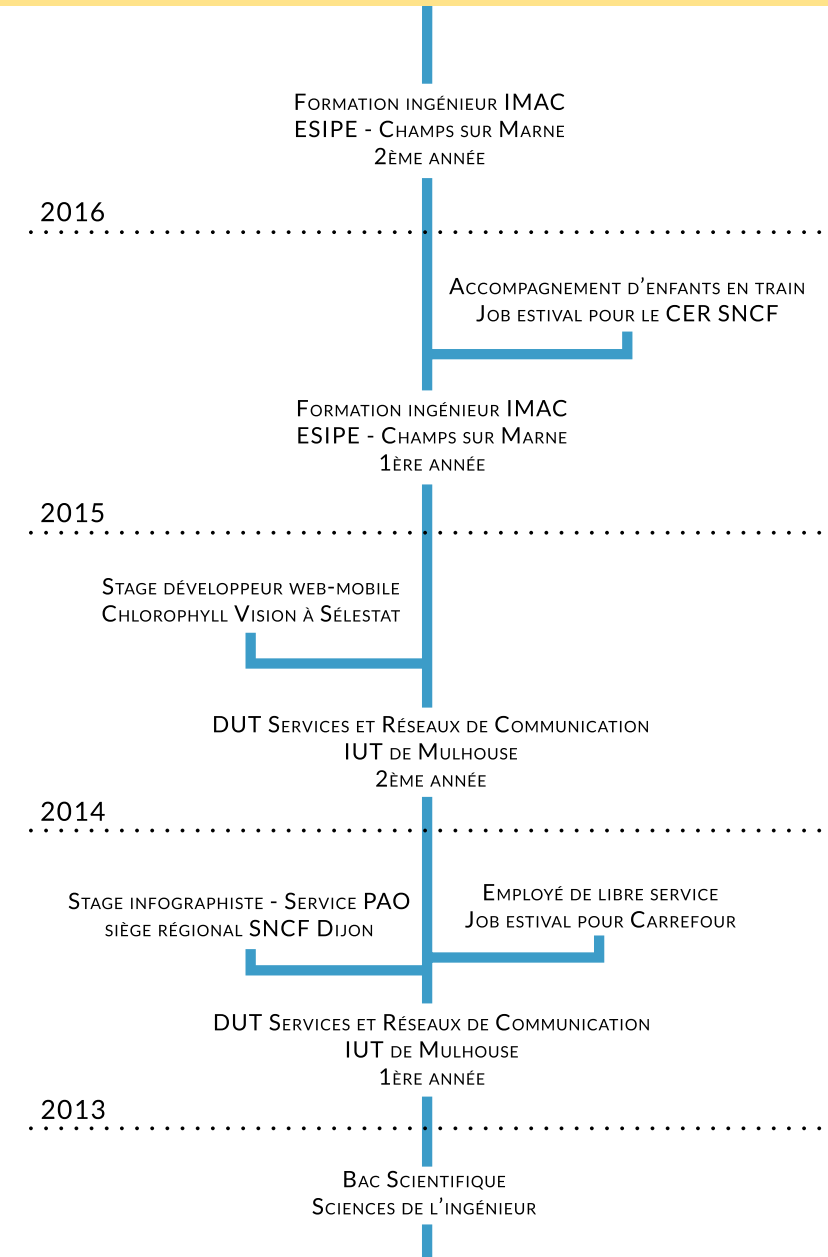 Formation ingénieur IMAC
ESIPE - Champs sur Marne
2ème année
2016
Accompagnement d'enfants en train
Job estival pour le CER SNCF
Formation ingénieur IMAC
ESIPE - Champs sur Marne
1ère année
2015
Stage développeur web-mobile
Chlorophyll Vision à Sélestat
DUT Services et Réseaux de Communication
IUT de Mulhouse
2ème année
2014
Stage infographiste - Service PAO
siège régional SNCF Dijon
Employé de libre service
Job estival pour Carrefour
DUT Services et Réseaux de Communication
IUT de Mulhouse
1ère année
2013
Bac Scientifique
Sciences de l'ingénieur